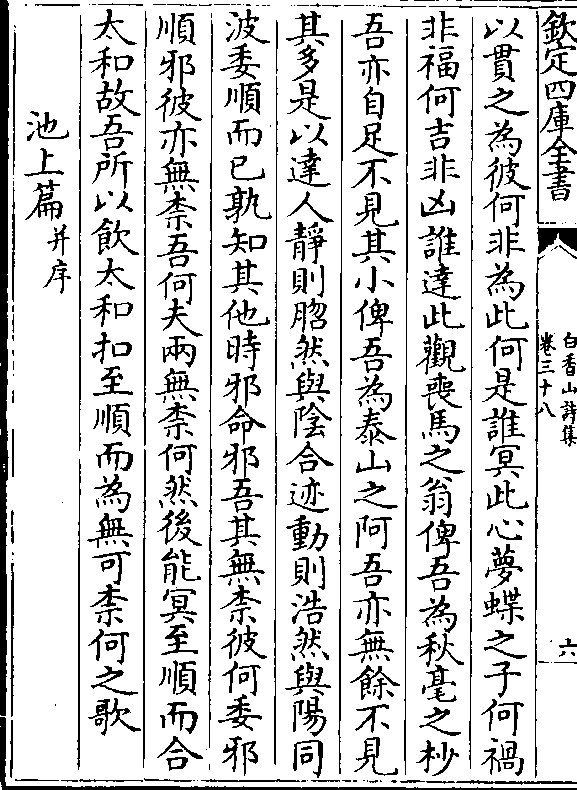 欽定四庫全書
白香山詩集
卷三十八
六
以貫之為彼何非為此何是誰冥此心夢蝶之子何禍
非福何吉非凶誰達此觀喪馬之翁俾吾為秋毫之杪
吾亦自足不見其小俾吾為泰山之阿吾亦無餘不見
其多是以達人靜則脗然與陰合迹動則浩然與陽同
波委順而已孰知其他時邪命邪吾其無柰彼何委邪
順邪彼亦無柰吾何夫兩無柰何然後能冥至順而合
太和故吾所以飲太和扣至順而為無可柰何之歌
池上篇并序